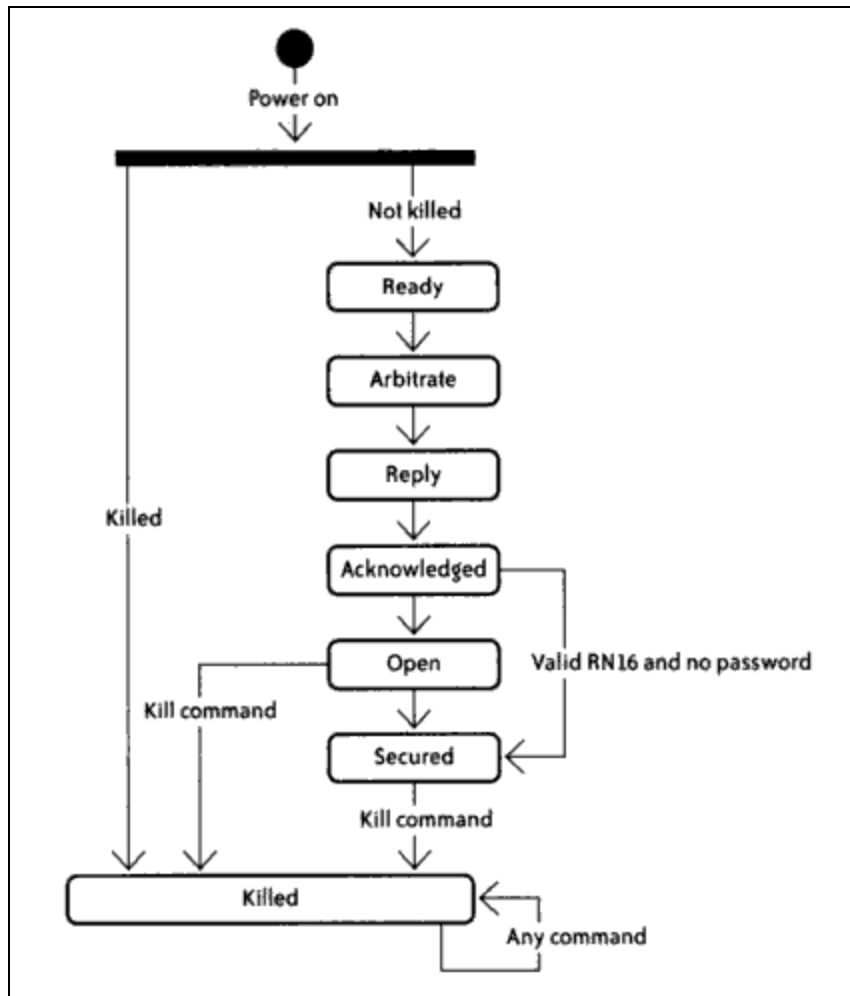 Power on
Not killed
Ready
Arbitrate
Reply
Killed
Acknowledged
Open
Valid RN16 and no password
Kill command
Secured
Kill command
Killed
Any command